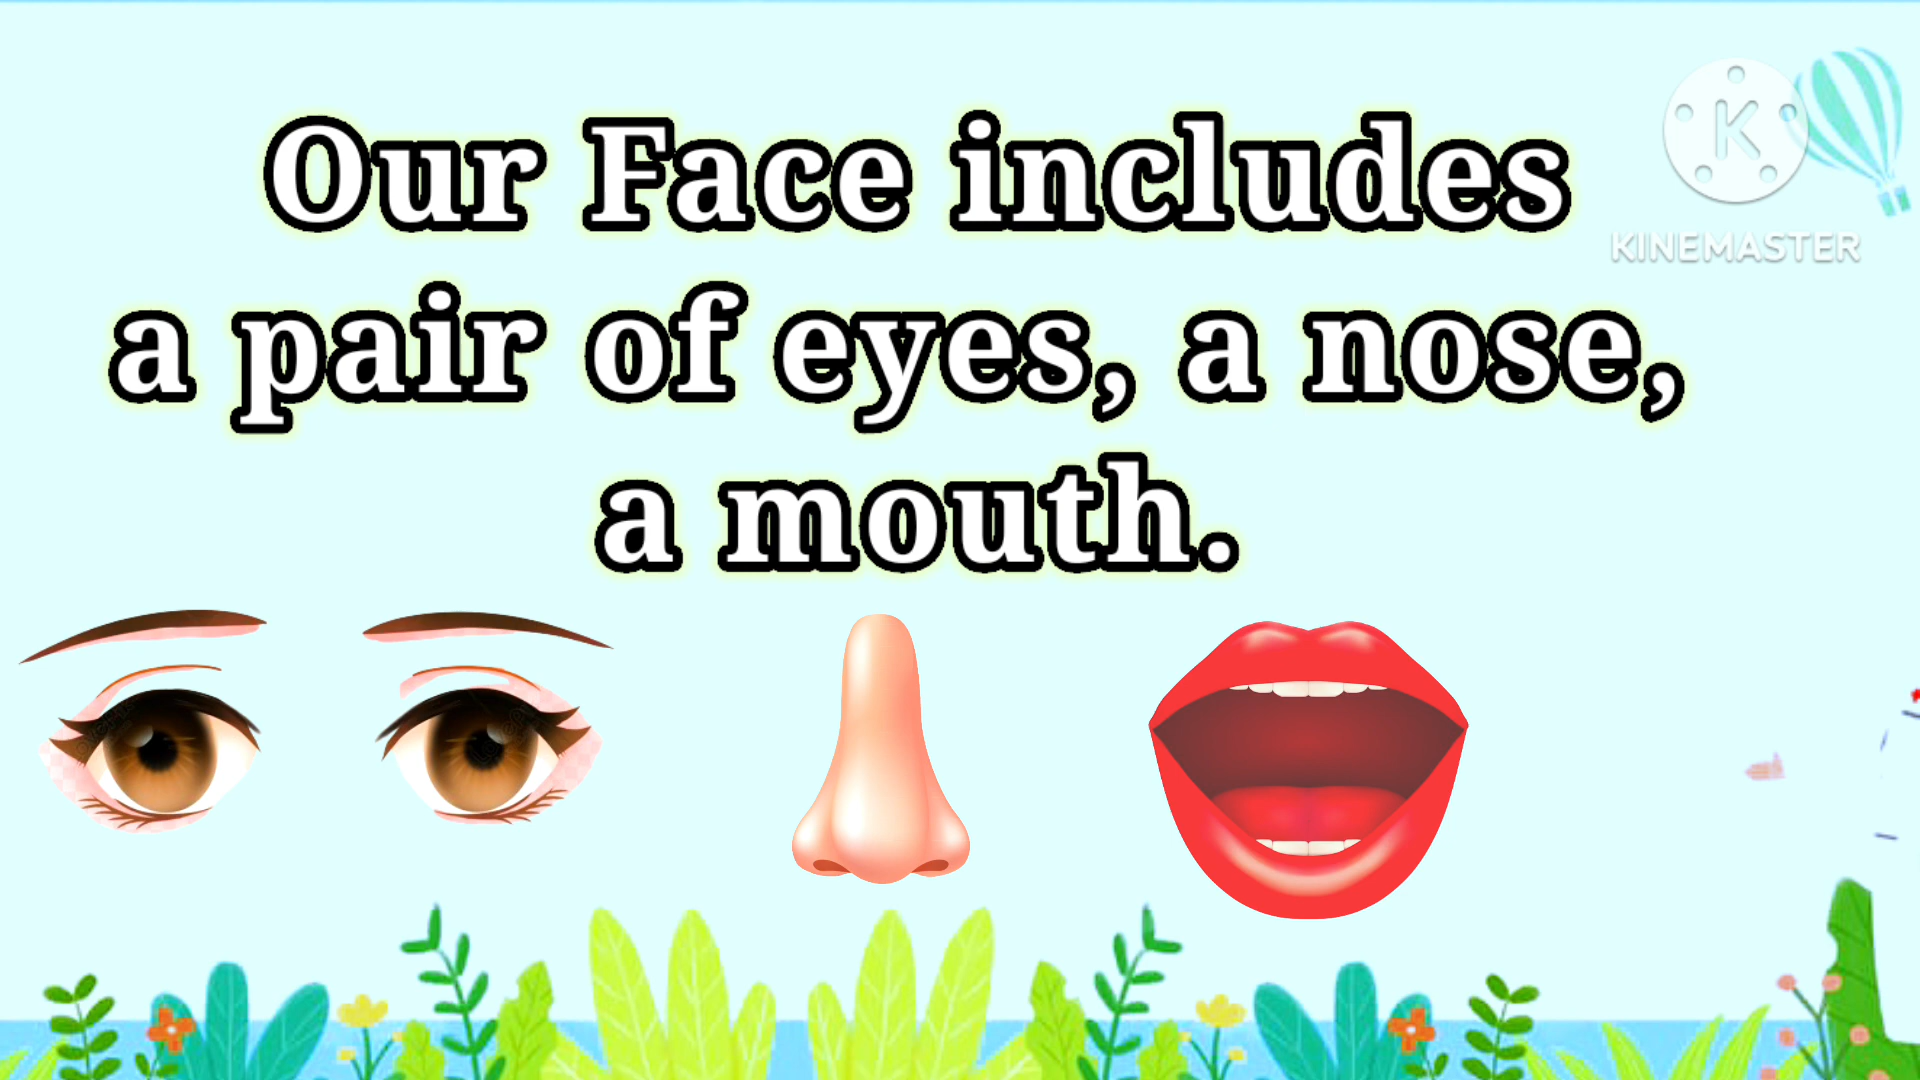 Our Face includes
a pair of eyes, a nose,
a mouth.
K
KINEMASTER